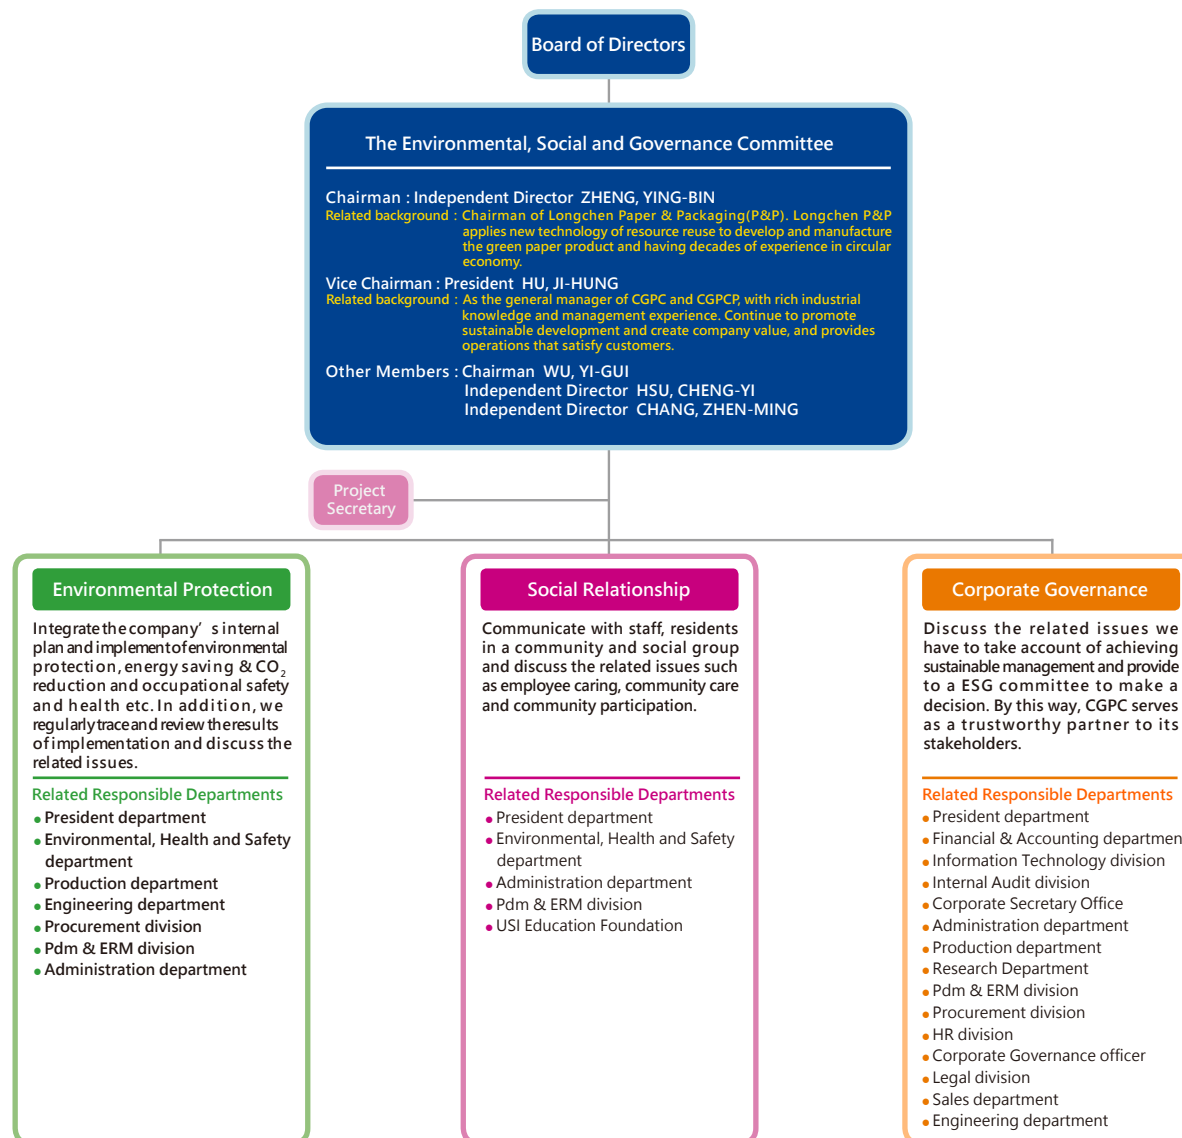 Board of Directors
The Environmental, Social and Governance Committee
Chairman : Independent Director ZHENG, YING-BIN
Related background : Chairman of Longchen Paper & Packaging(P&P). Longchen P&P
applies new technology of resource reuse to develop and manufacture
the green paper product and having decades of experience in circular
economy.
Vice Chairman : President HU, JI-HUNG
Related background : As the general manager of CGPC and CGPCP, with rich industrial
knowledge and management experience. Continue to promote
sustainable development and create company value, and provides
operations that satisfy customers.
Other Members : Chairman WU, YI-GUI
Independent Director HSU, CHENG-YI
Independent Director CHANG, ZHEN-MING
Project
Secretary
Environmental Protection
Integrate the company’s internal
plan and implement of environmental
protection, energy saving & CO₂
reduction and occupational safety
and health etc. In addition, we
regularly trace and review the results
of implementation and discuss the
related issues.
Related Responsible Departments
• President department
• Environmental, Health and Safety
department
• Production department
• Engineering department
• Procurement division
• Pdm & ERM division
• Administration department
Social Relationship
Communicate with staff, residents
in a community and social group
and discuss the related issues such
as employee caring, community care
and community participation.
Related Responsible Departments
• President department
• Environmental, Health and Safety
department
• Administration department
• Pdm & ERM division
• USI Education Foundation
Corporate Governance
Discuss the related issues we
have to take account of achieving
sustainable management and provide
to a ESG committee to make a
decision. By this way, CGPC serves
as a trustworthy partner to its
stakeholders.
Related Responsible Departments
• President department
• Financial & Accounting departmen
• Information Technology division
• Internal Audit division
• Corporate Secretary Office
• Administration department
• Production department
• Research Department
• Pdm & ERM division
• Procurement division
• HR division
• Corporate Governance officer
• Legal division
• Sales department
• Engineering department